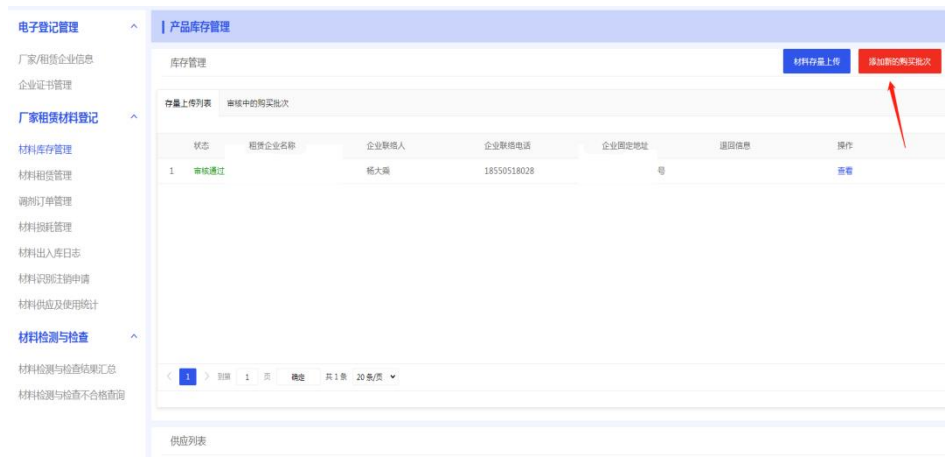 电子登记管理
厂家/租赁企业信息
企业证书管理
厂家租赁材料登记
材料库存管理
材料租赁管理
调剂订单管理
材料损耗管理
材料出入库日志
材料识别注销申请
材料供应及使用统计
材料检测与检查
材料检测与检查结果汇总
材料检测与检查不合格查询
产品库存管理
库存管理
材料存量上传
添加新的购买批次
存量上传列表 审核中的购买批次
状态 租赁企业名称 企业联络人 企业联络电话 企业固定地址 退回信息 操作
1 审核通过 杨大 18550518028 号 查看
< 1 > 到第 1 页 确定 共1条 20条/页
供应列表